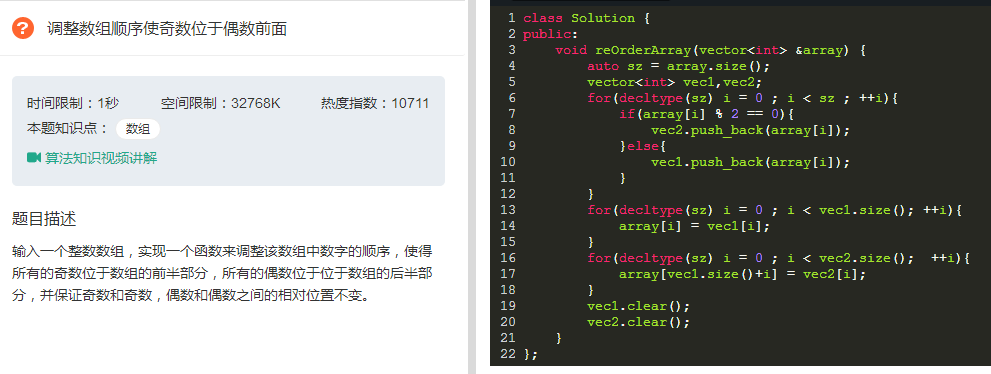 调整数组顺序使奇数位于偶数前面
时间限制：1秒 空间限制：32768K 热度指数：10711
本题知识点： 数组
算法知识视频讲解
题目描述
输入一个整数数组，实现一个函数来调整该数组中数字的顺序，使得
所有的奇数位于数组的前半部分，所有的偶数位于位于数组的后半部
分，并保证奇数和奇数，偶数和偶数之间的相对位置不变。
1 class Solution {
2 public:
3     void reOrderArray(vector<int> &array) {
4         auto sz = array.size();
5         vector<int> vec1,vec2;
6         for(decltype(sz) i = 0 ; i < sz ; ++i){
7             if(array[i] % 2 == 0){
8                 vec2.push_back(array[i]);
9             }else{
10                 vec1.push_back(array[i]);
11             }
12         }
13         for(decltype(sz) i = 0 ; i < vec1.size(); ++i){
14             array[i] = vec1[i];
15         }
16         for(decltype(sz) i = 0 ; i < vec2.size();  ++i){
17             array[vec1.size()+i] = vec2[i];
18         }
19         vec1.clear();
20         vec2.clear();
21     }
22 };